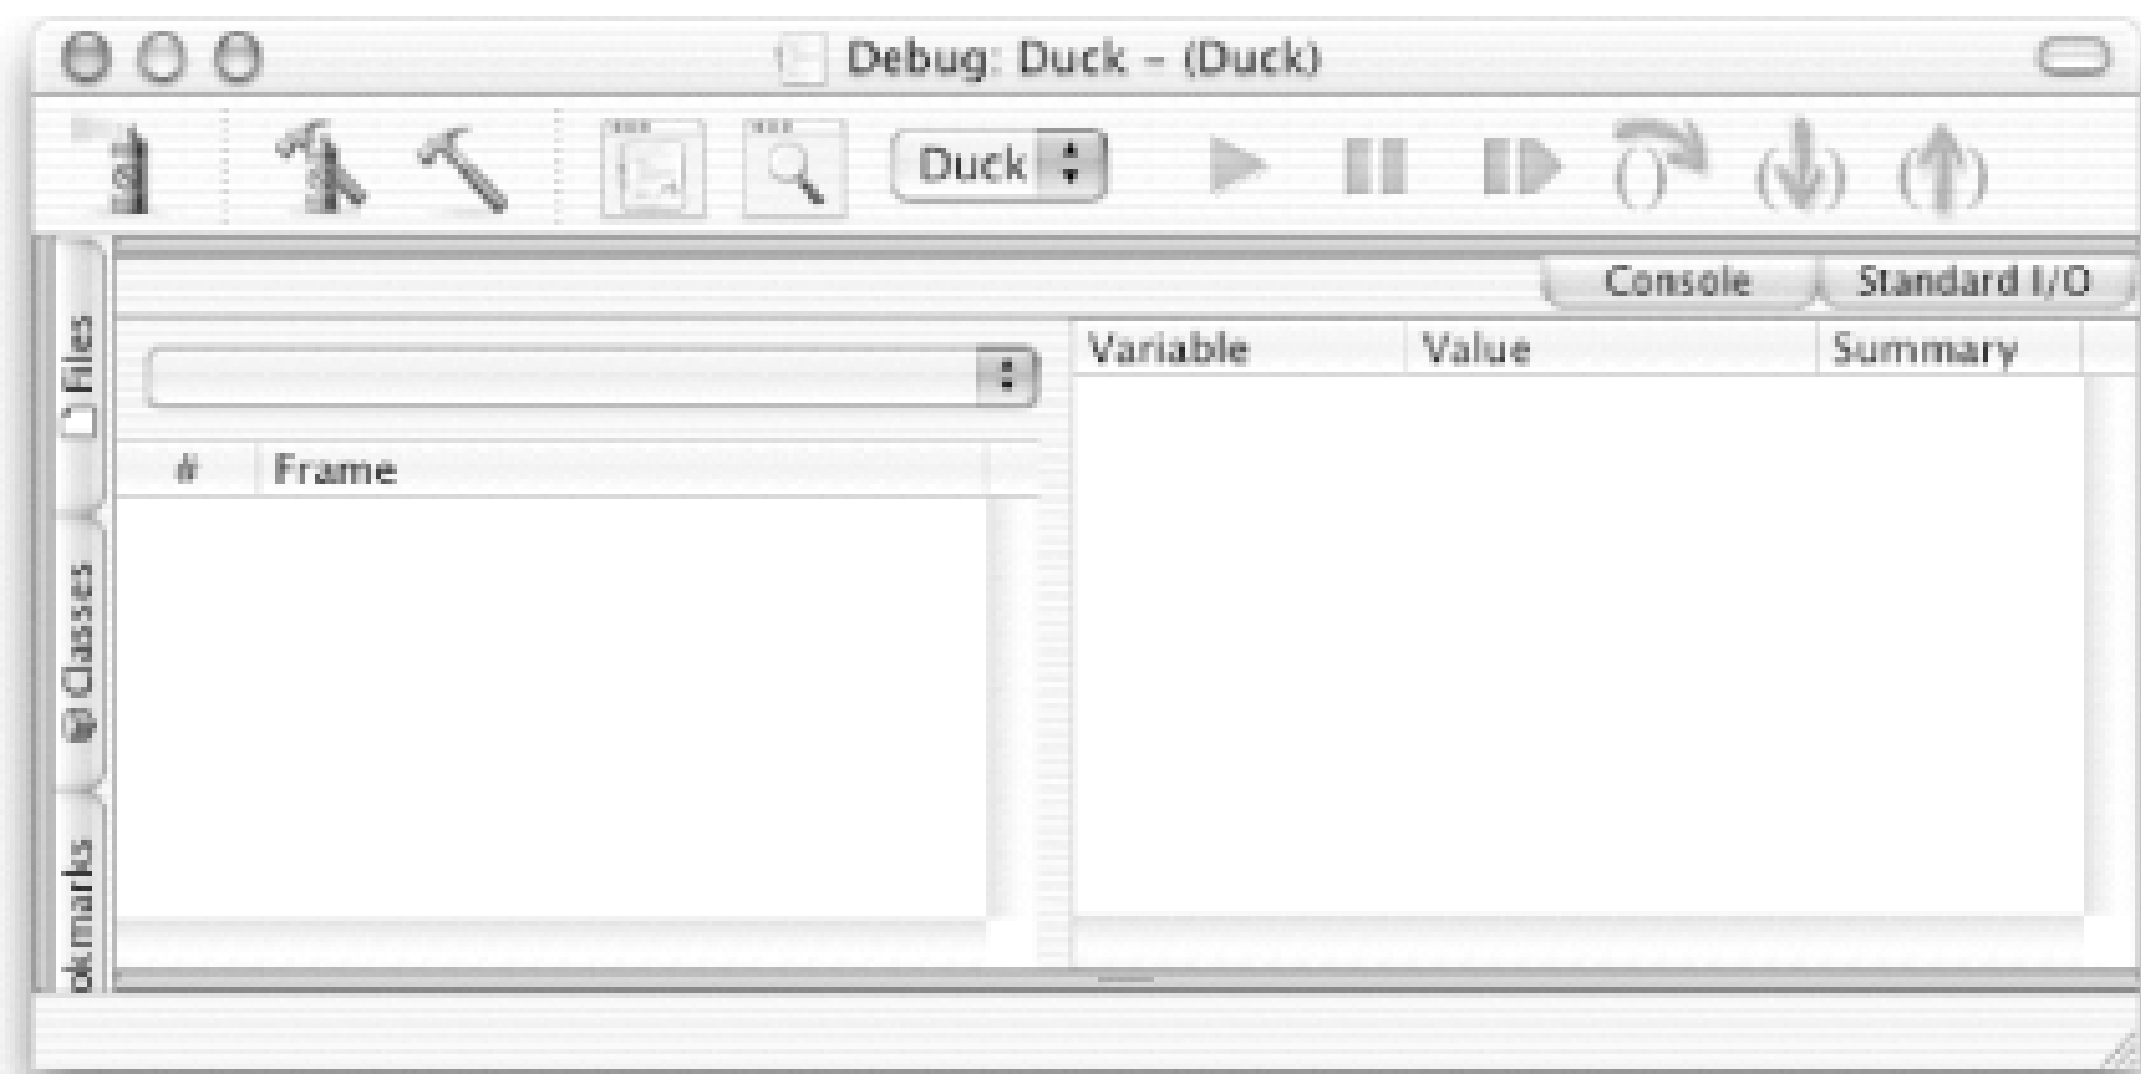 Debug: Duck – (Duck)
Duck
Console
Standard I/O
Files
Classes
okmarks
Variable
Value
Summary
#
Frame